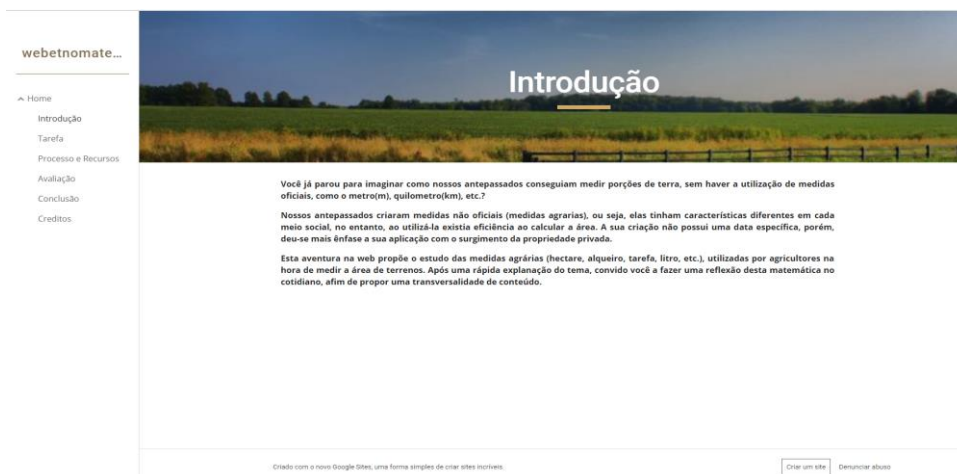 webetnomate...
Home
Introdução
Tarefa
Processo e Recursos
Avaliação
Conclusão
Creditos
Introdução
Você já parou para imaginar como nossos antepassados conseguiam medir porções de terra, sem haver a utilização de medidas
oficiais, como o metro(m), quilometro(km), etc.?
Nossos antepassados criaram medidas não oficiais (medidas agrarias), ou seja, elas tinham características diferentes em cada
meio social, no entanto, ao utilizá-la existia eficiência ao calcular a área. A sua criação não possui uma data específica, porém,
deu-se mais ênfase a sua aplicação com o surgimento da propriedade privada.
Esta aventura na web propõe o estudo das medidas agrárias (hectare, alqueiro, tarefa, litro, etc.), utilizadas por agricultores na
hora de medir a área de terrenos. Após uma rápida explanação do tema, convido você a fazer uma reflexão desta matemática no
cotidiano, afim de propor uma transversalidade de conteúdo.
Criado com o novo Google Sites, uma forma simples de criar sites incríveis.
Criar um site
Denunciar abuso